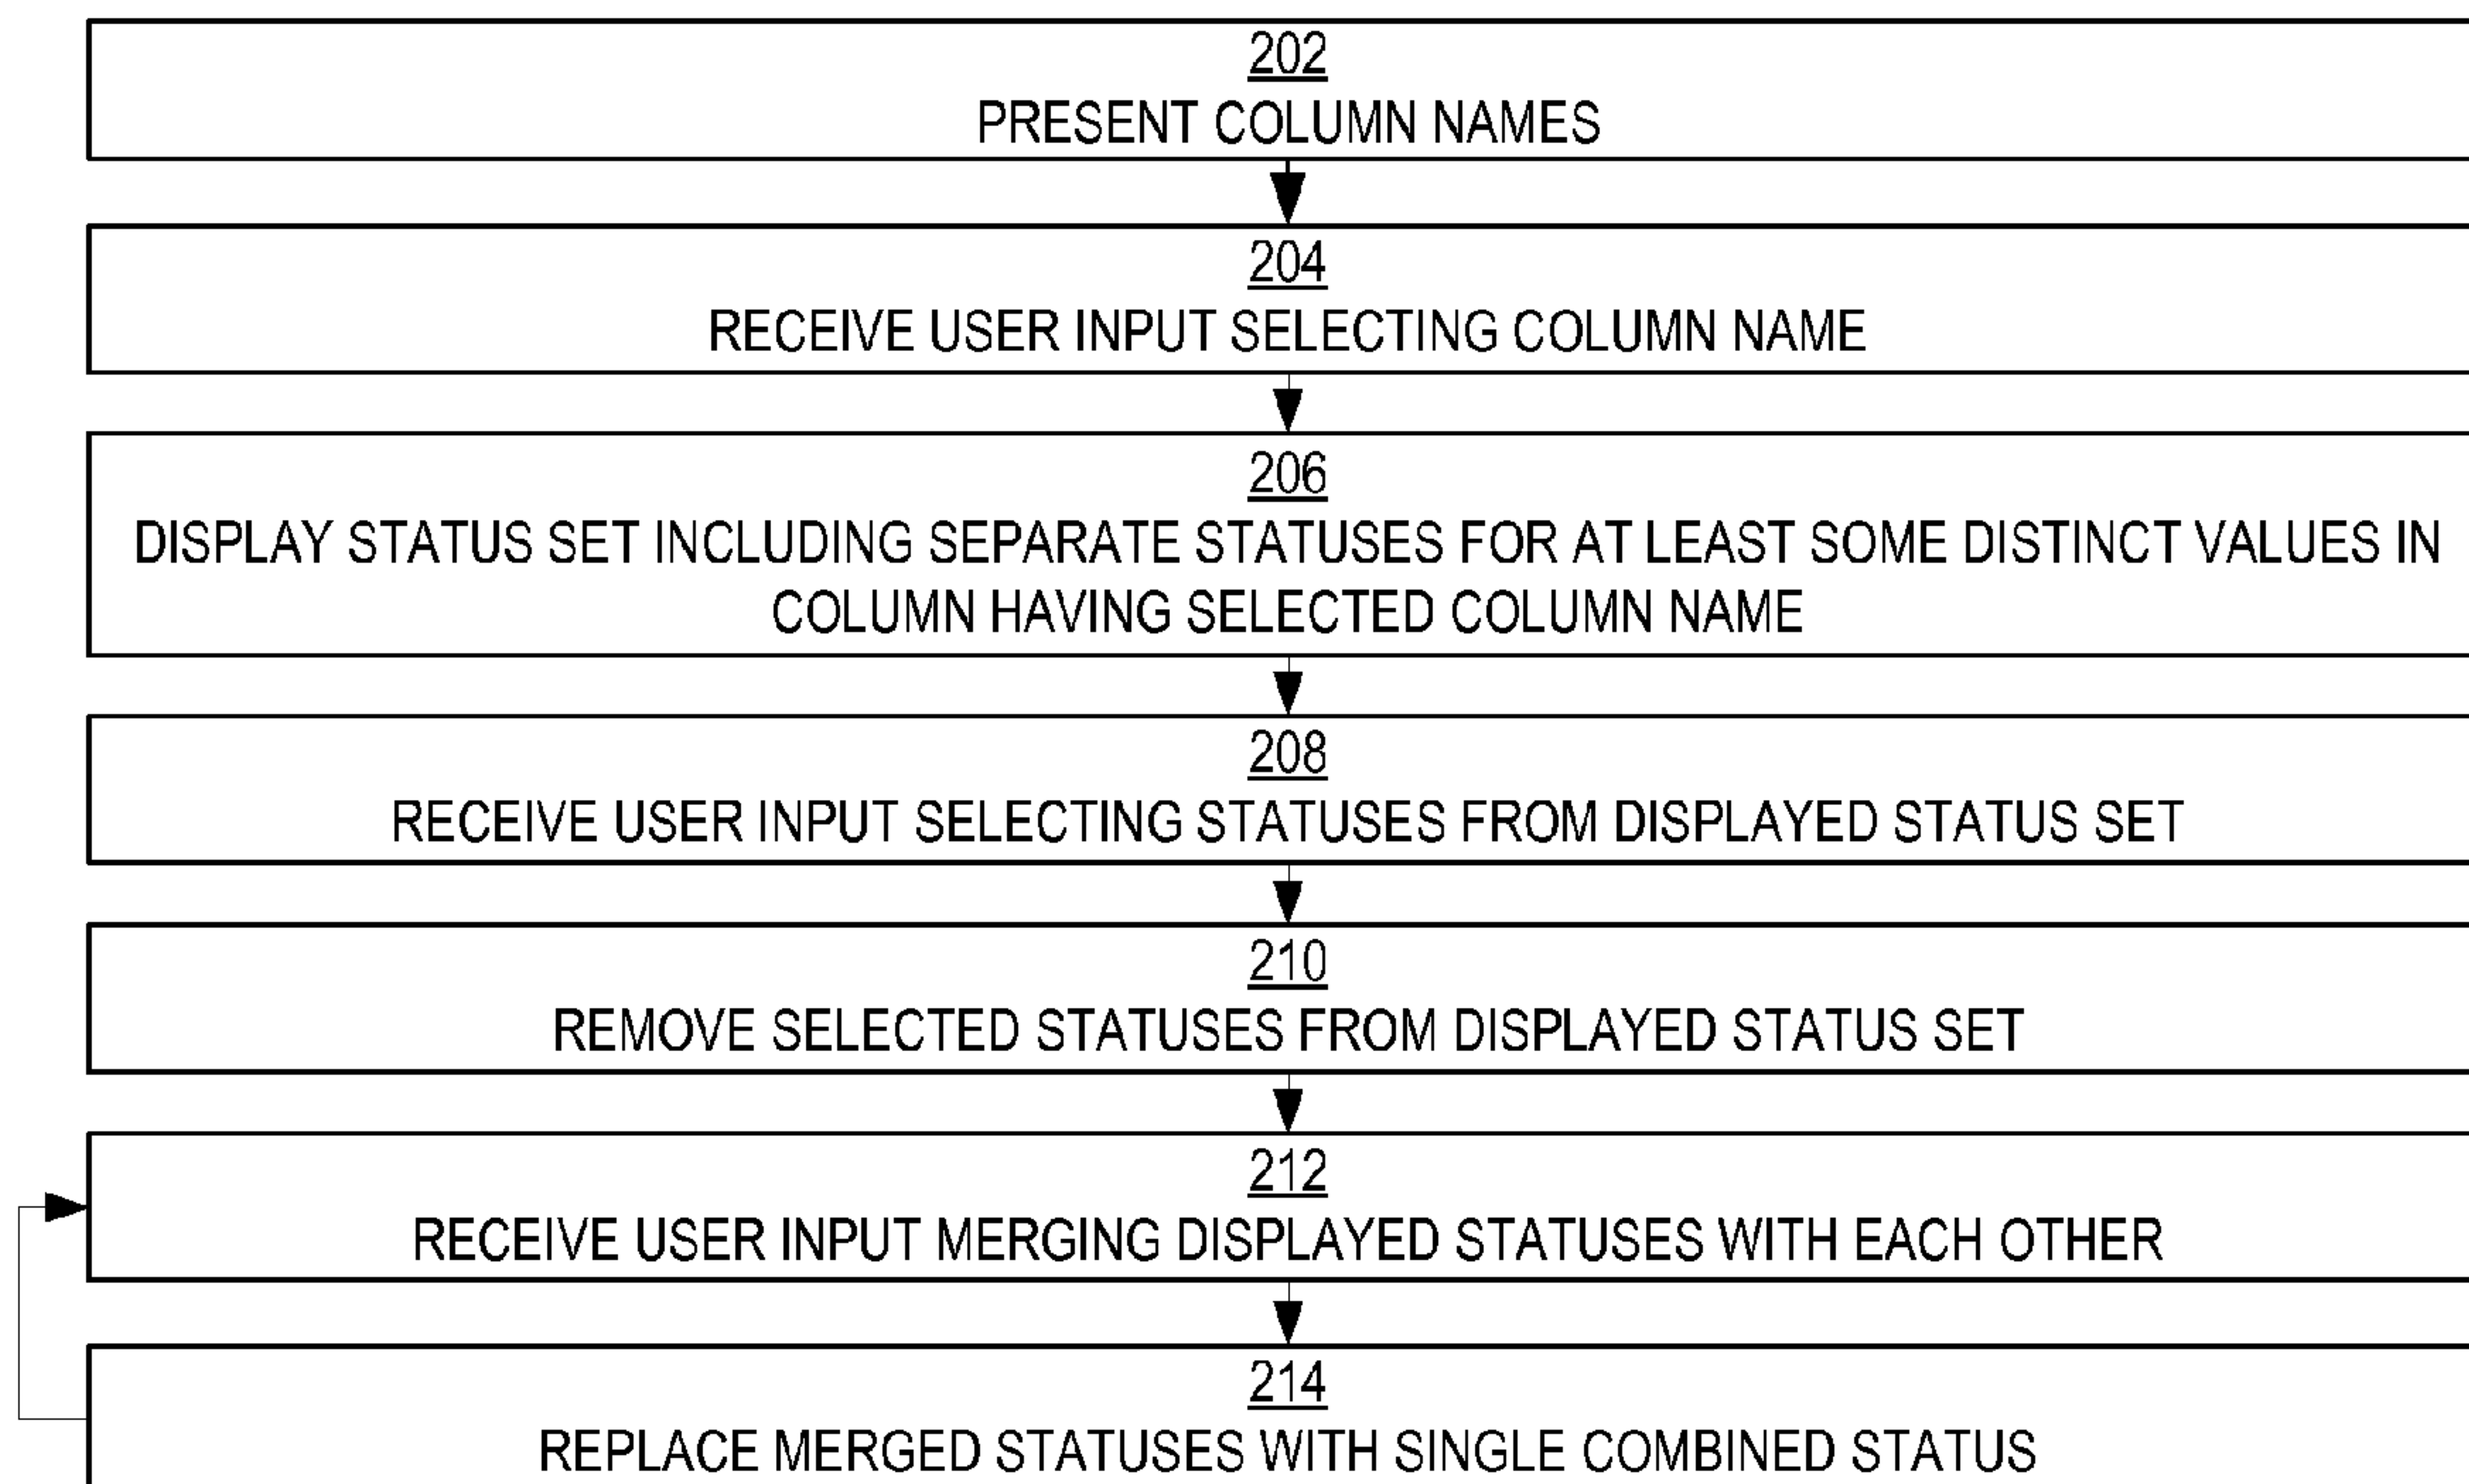 202
PRESENT COLUMN NAMES
204
RECEIVE USER INPUT SELECTING COLUMN NAME
206
DISPLAY STATUS SET INCLUDING SEPARATE STATUSES FOR AT LEAST SOME DISTINCT VALUES IN
COLUMN HAVING SELECTED COLUMN NAME
208
RECEIVE USER INPUT SELECTING STATUSES FROM DISPLAYED STATUS SET
210
REMOVE SELECTED STATUSES FROM DISPLAYED STATUS SET
212
RECEIVE USER INPUT MERGING DISPLAYED STATUSES WITH EACH OTHER
214
REPLACE MERGED STATUSES WITH SINGLE COMBINED STATUS